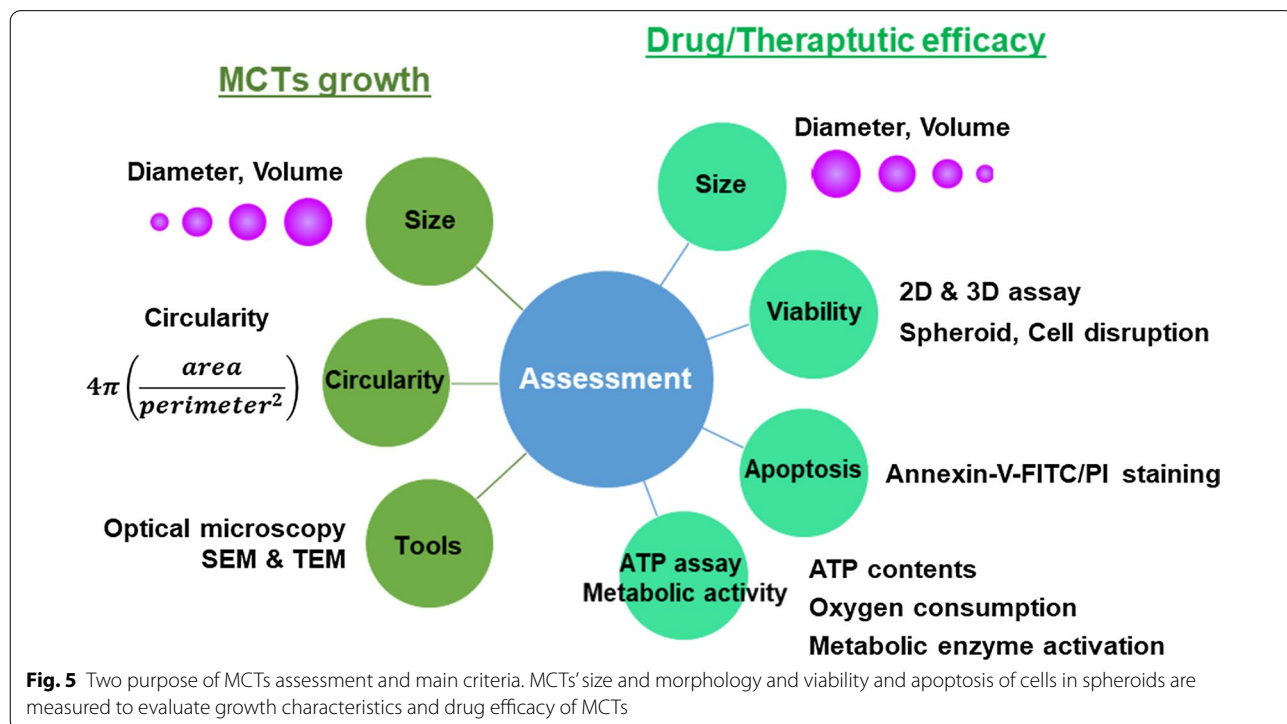 Drug/Theraptutic efficacy
MCTs growth
Diameter, Volume
Size
Circularity
4π(area/perimeter²)
Circularity
Optical microscopy
SEM & TEM
Tools
Assessment
Diameter, Volume
Size
Viability
2D & 3D assay
Spheroid, Cell disruption
Apoptosis
Annexin-V-FITC/PI staining
ATP assay
Metabolic activity
ATP contents
Oxygen consumption
Metabolic enzyme activation
Fig. 5 Two purpose of MCTs assessment and main criteria. MCTs' size and morphology and viability and apoptosis of cells in spheroids are
measured to evaluate growth characteristics and drug efficacy of MCTs